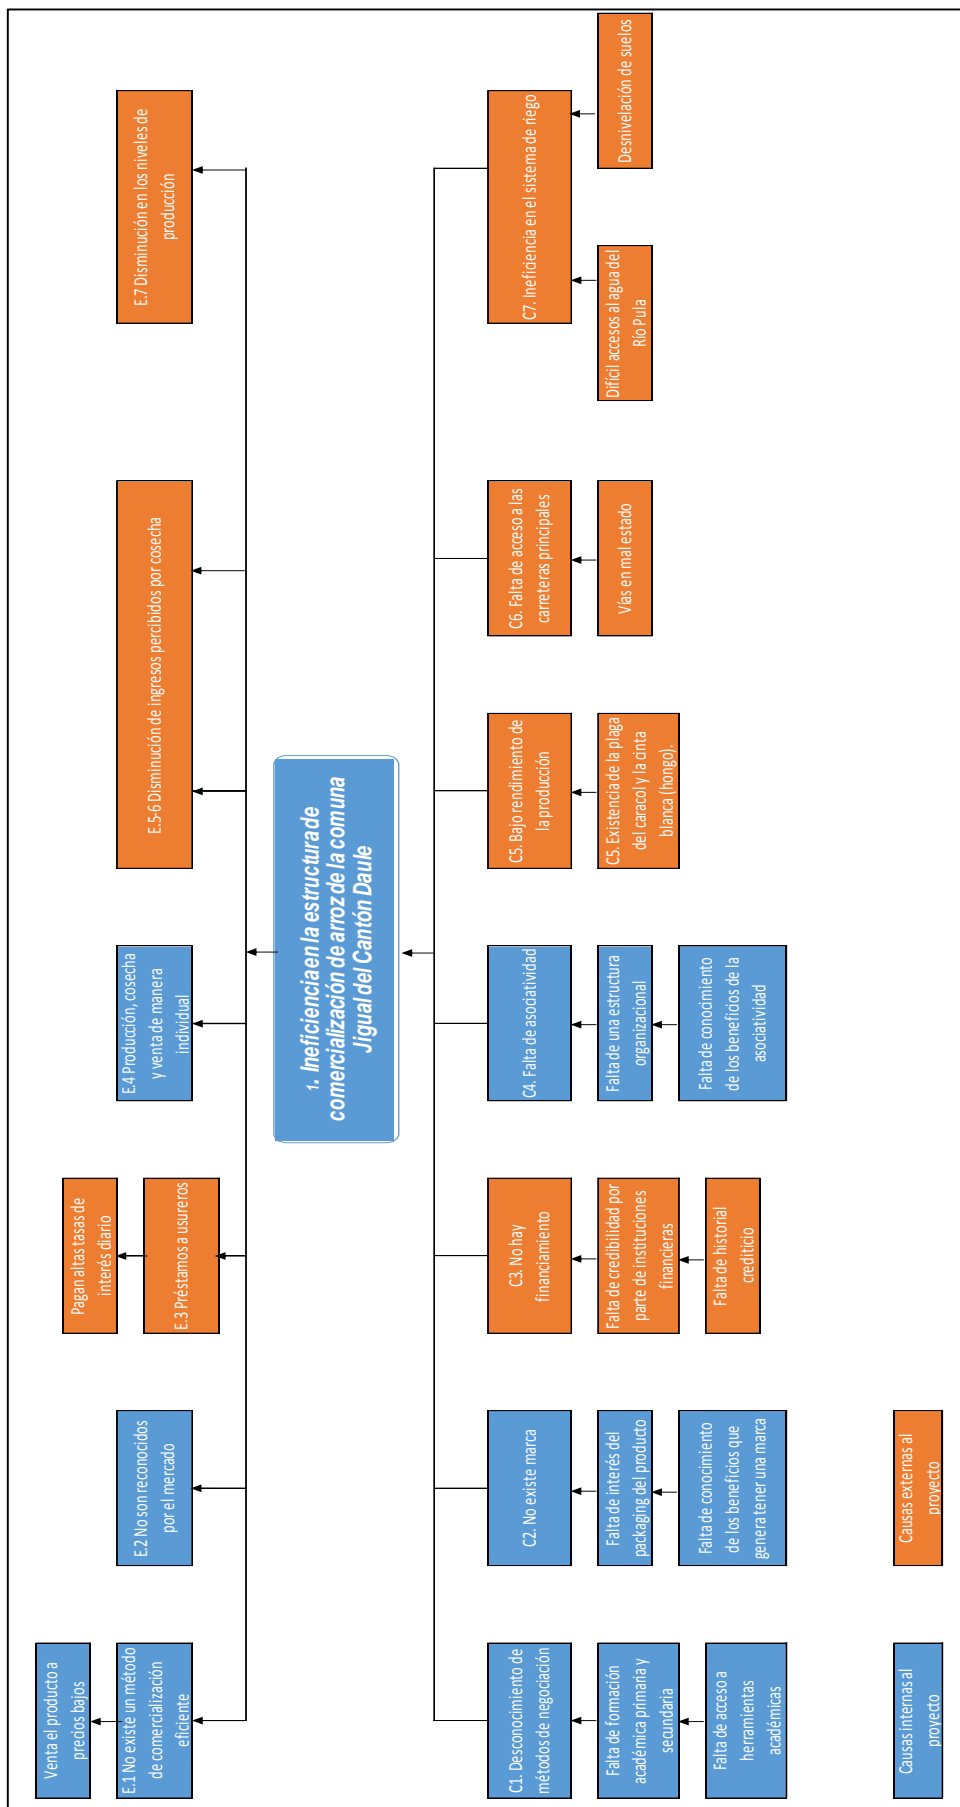 Venta el producto a
precios bajos
Pagan altas tasas de
interés diario
E.1 No existe un método
de comercialización
eficiente
E.2 No son reconocidos
por el mercado
E.3 Préstamos a usureros
E.4 Producción, cosecha
y venta de manera
individual
E.5-6 Disminución de ingresos percibidos por cosecha
E.7 Disminución en los niveles de
producción
1. Ineficiencia en la estructura de
comercialización de arroz de la comuna
Jigual del Cantón Daule
C1. Desconocimiento de
métodos de negociación
C2. No existe marca
C3. No hay
financiamiento
C4. Falta de asociatividad
C5. Bajo rendimiento de
la producción
C6. Falta de acceso a las
carreteras principales
C7. Ineficiencia en el sistema de riego
Falta de formación
académica primaria y
secundaria
Falta de interés del
packaging del producto
Falta de credibilidad por
parte de instituciones
financieras
Falta de una estructura
organizacional
C5. Existencia de la plaga
del caracol y la cinta
blanca (hongo).
Vías en mal estado
Difícil accesos al agua del
Río Pula
Desnivelación de suelos
Falta de acceso a
herramientas
académicas
Falta de conocimiento
de los beneficios que
genera tener una marca
Falta de historial
crediticio
Falta de conocimiento
de los beneficios de la
asociatividad
Causas internas al
proyecto
Causas externas al
proyecto